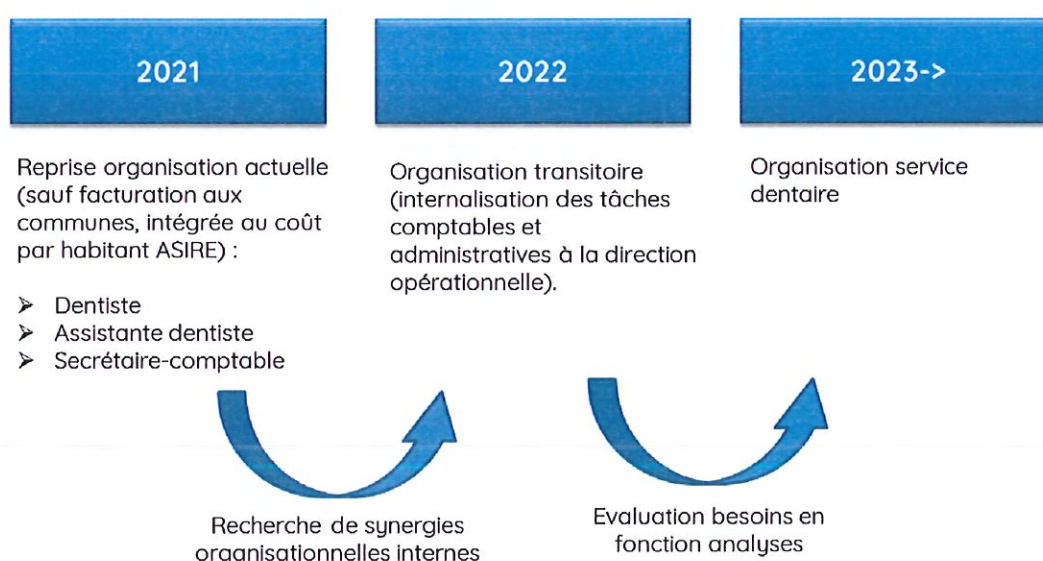 2021
2022
2023->
Reprise organisation actuelle
(sauf facturation aux
communes, intégrée au coût
par habitant ASIRE) :
➤ Dentiste
➤ Assistante dentiste
➤ Secrétaire-comptable
Organisation transitoire
(internalisation des tâches
comptables et
administratives à la direction
opérationnelle).
Organisation service
dentaire
Recherche de synergies
organisationnelles internes
Evaluation besoins en
fonction analyses